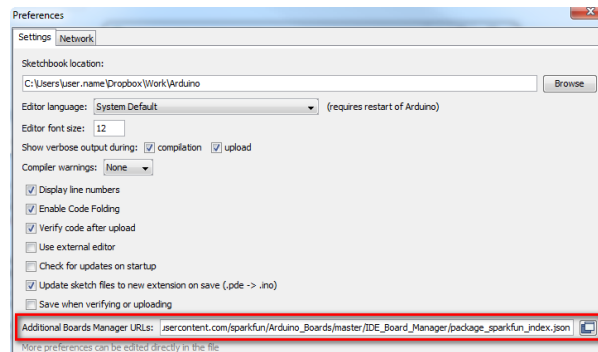 Preferences
Settings Network
Sketchbook location:
C:\Users\user.name\Dropbox\Work\Arduino Browse
Editor language: System Default (requires restart of Arduino)
Editor font size: 12
Show verbose output during: compilation upload
Compiler warnings: None
Display line numbers
Enable Code Folding
Verify code after upload
Use external editor
Check for updates on startup
Update sketch files to new extension on save (.pde -> .ino)
Save when verifying or uploading
Additional Boards Manager URLs: usercontent.com/sparkfun/Arduino_Boards/master/IDE_Board_Manager/package_sparkfun_index.json
More preferences can be edited directly in the file